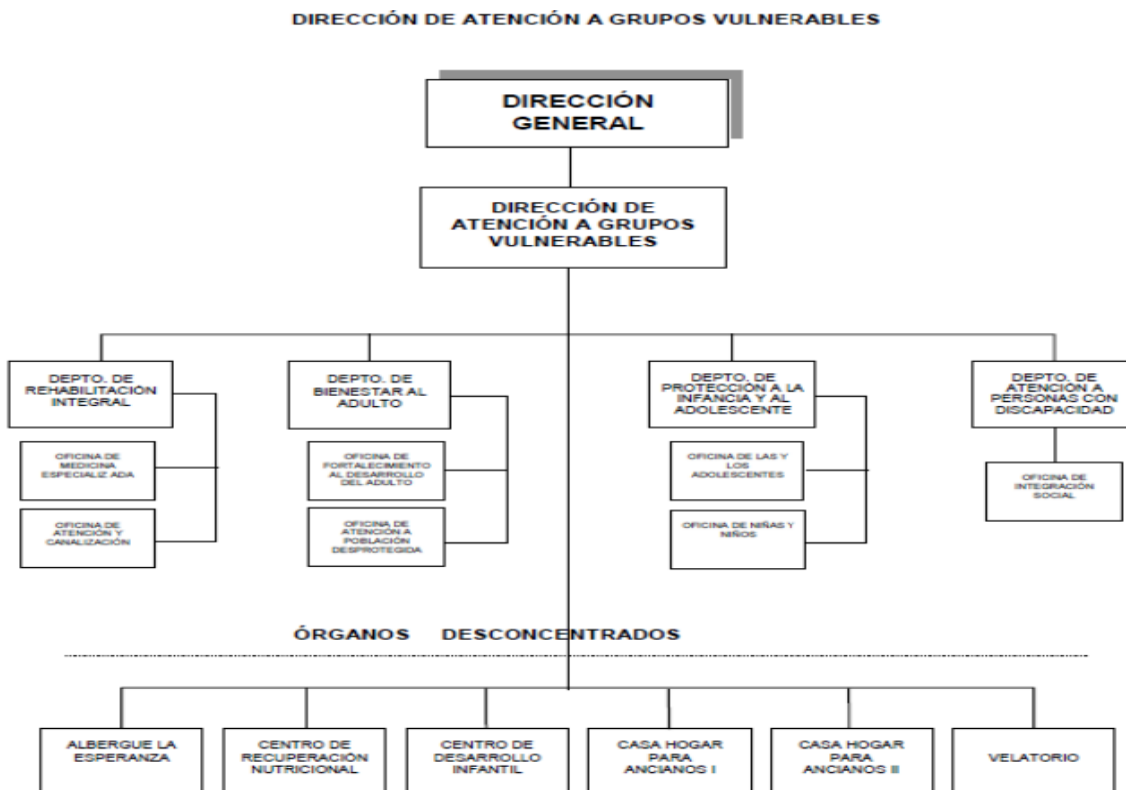 DIRECCIÓN DE ATENCIÓN A GRUPOS VULNERABLES
DIRECCIÓN
GENERAL
DIRECCIÓN DE
ATENCIÓN A GRUPOS
VULNERABLES
DEPTO. DE
REHABILITACIÓN
INTEGRAL
OFICINA DE
MEDICINA
ESPECIALIZADA
OFICINA DE
ATENCIÓN Y
CANALIZACIÓN
DEPTO. DE
BIENESTAR AL
ADULTO
OFICINA DE
FORTALECIMIENTO
AL DESARROLLO
DEL ADULTO
OFICINA DE
ATENCIÓN A
POBLACIÓN
DESPROTEGIDA
DEPTO. DE
PROTECCIÓN A LA
INFANCIA Y AL
ADOLESCENTE
OFICINA DE LAS Y
LOS
ADOLESCENTES
OFICINA DE NIÑAS Y
NIÑOS
DEPTO. DE
ATENCIÓN A
PERSONAS CON
DISCAPACIDAD
OFICINA DE
INTEGRACIÓN
SOCIAL
ÓRGANOS DESCONCENTRADOS
ALBERGUE LA
ESPERANZA
CENTRO DE
RECUPERACIÓN
NUTRICIONAL
CENTRO DE
DESARROLLO
INFANTIL
CASA HOGAR
PARA
ANCIANOS I
CASA HOGAR
PARA
ANCIANOS II
VELATORIO